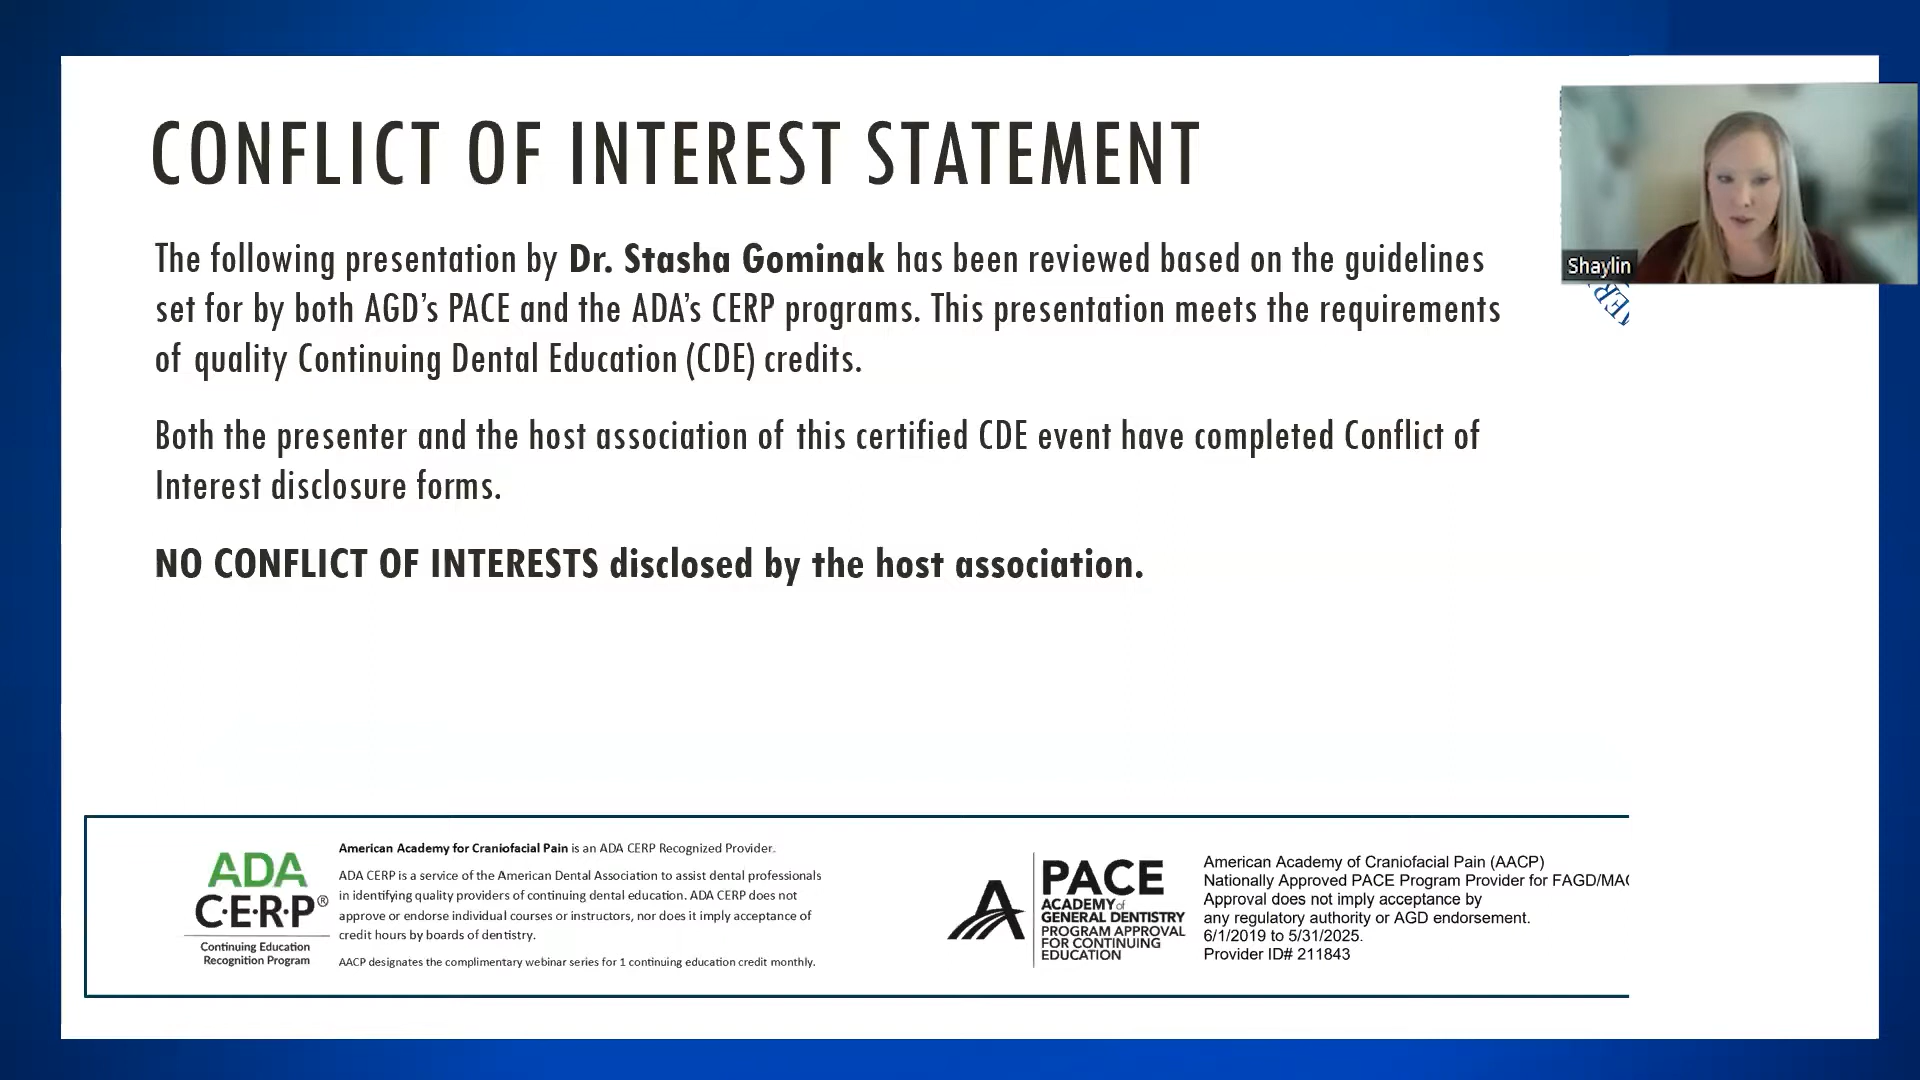 CONFLICT OF INTEREST STATEMENT
The following presentation by Dr. Stasha Gominak has been reviewed based on the guidelines
set for by both AGD's PACE and the ADA's CERP programs. This presentation meets the requirements
of quality Continuing Dental Education (CDE) credits.
Both the presenter and the host association of this certified CDE event have completed Conflict of
Interest disclosure forms.
NO CONFLICT OF INTERESTS disclosed by the host association.
Shaylin
ADA
C·E·R·P®
Continuing Education
Recognition Program
American Academy for Craniofacial Pain is an ADA CERP Recognized Provider.
ADA CERP is a service of the American Dental Association to assist dental professionals
in identifying quality providers of continuing dental education. ADA CERP does not
approve or endorse individual courses or instructors, nor does it imply acceptance of
credit hours by boards of dentistry.
AACP designates the complimentary webinar series for 1 continuing education credit monthly.
PACE
ACADEMY of
GENERAL DENTISTRY
PROGRAM APPROVAL
FOR CONTINUING
EDUCATION
American Academy of Craniofacial Pain (AACP)
Nationally Approved PACE Program Provider for
Approval does not imply acceptance by
any regulatory authority or AGD endorsement.
6/1/2019 to 5/31/2025.
Provider ID# 211843